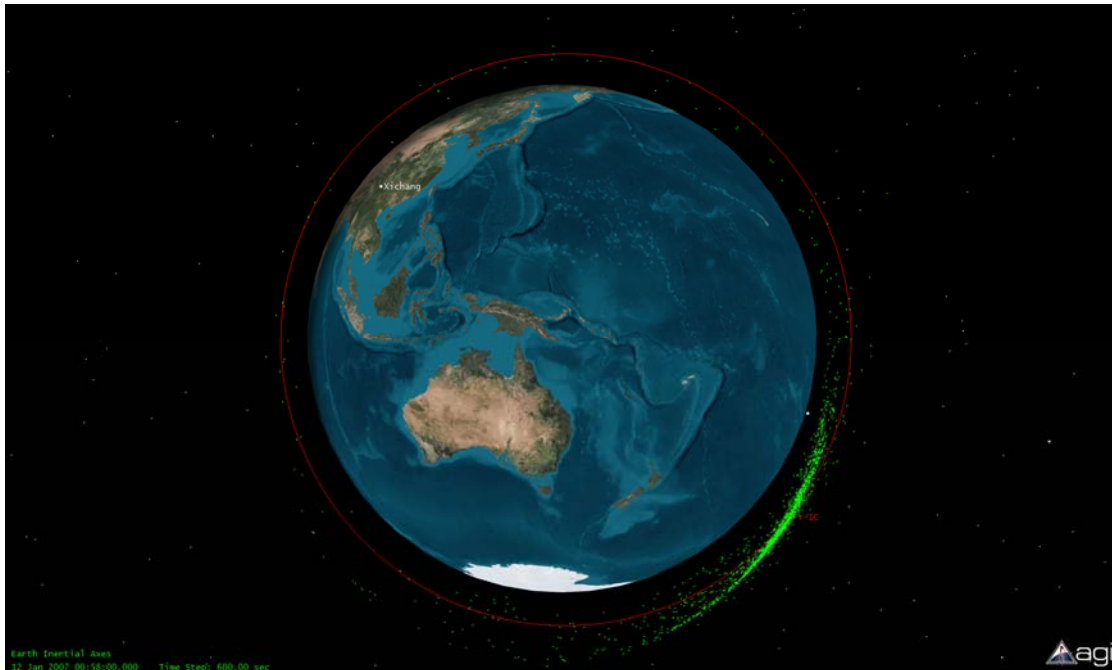 Xichang
Earth Inertial Axes
12 Jan 2007 00:58:00.000 Time Step: 600.00 sec
agi